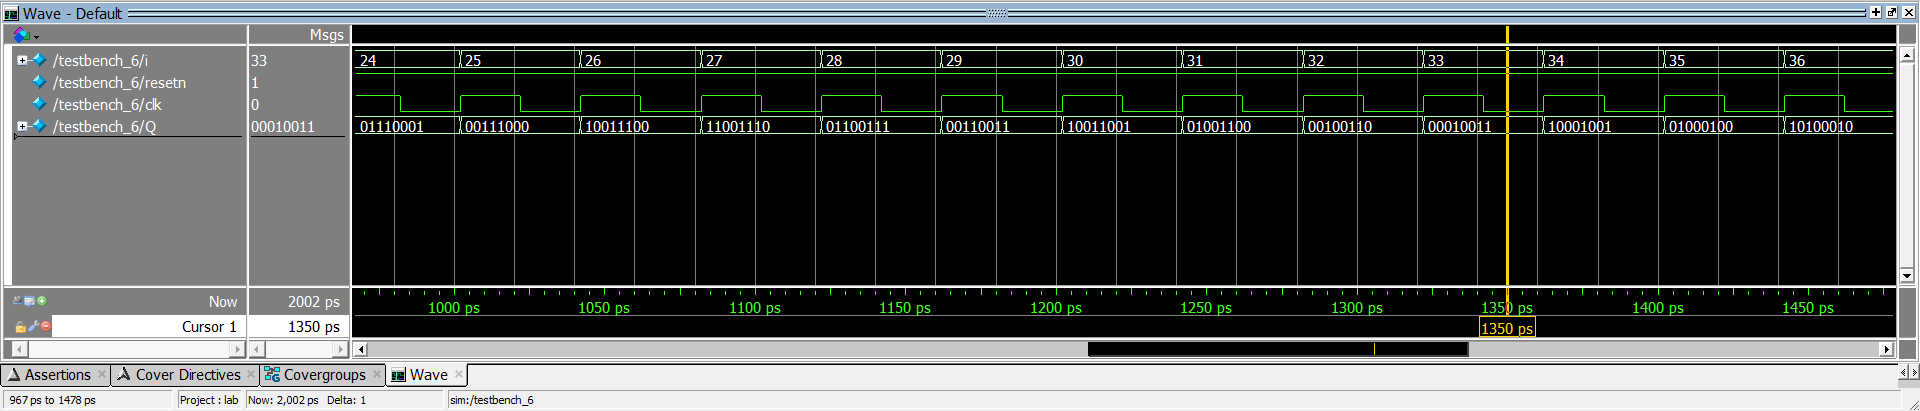 Wave - Default
Msgs
/testbench_6/i 33 24 25 26 27 28 29 30 31 32 33 34 35 36
/testbench_6/resetn 1
/testbench_6/clk 0
/testbench_6/Q 00010011 01110001 00111000 10011100 11001110 01100111 00110011 10011001 01001100 00100110 00010011 10001001 01000100 10100010
Now 2002 ps 1000 ps 1050 ps 1100 ps 1150 ps 1200 ps 1250 ps 1300 ps 1350 ps 1400 ps 1450 ps
Cursor 1 1350 ps 1350 ps
Assertions Cover Directives Covergroups Wave
967 ps to 1478 ps Project : lab Now: 2,002 ps Delta: 1 sim:/testbench_6